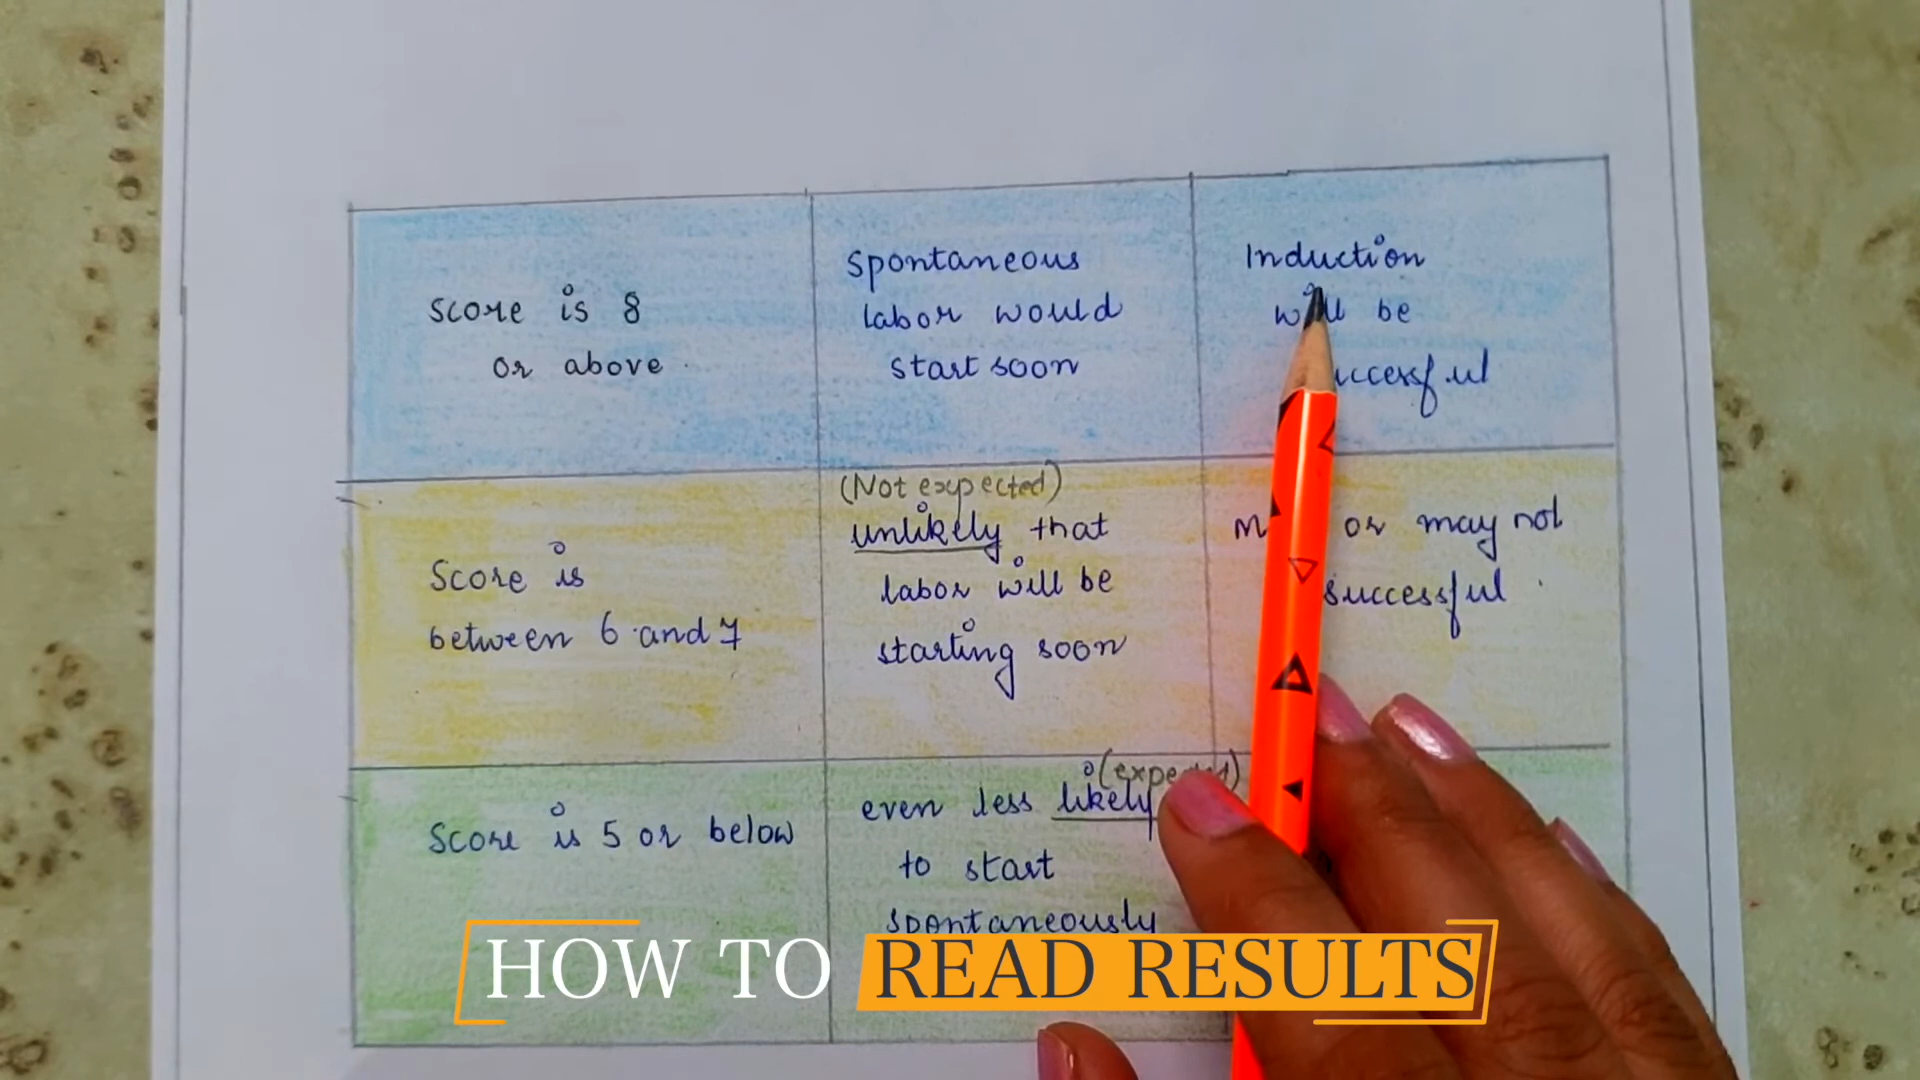 Score is 8
or above
Spontaneous
labor would
start soon
Induction
will be
(Not expected)
unlikely that
labor will be
starting soon
Score is
between 6 and 7
or may not
successful
Score is 5 or below
even less likely
to start
spontaneously
HOW TO READ RESULTS